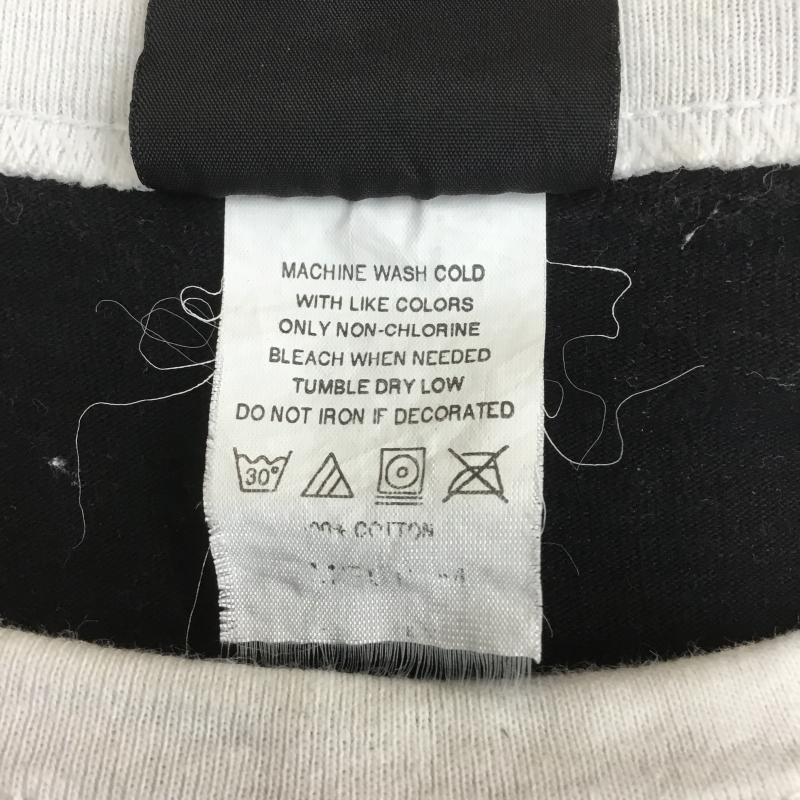 MACHINE WASH COLD
WITH LIKE COLORS
ONLY NON-CHLORINE
BLEACH WHEN NEEDED
TUMBLE DRY LOW
DO NOT IRON IF DECORATED
30°
COTTON